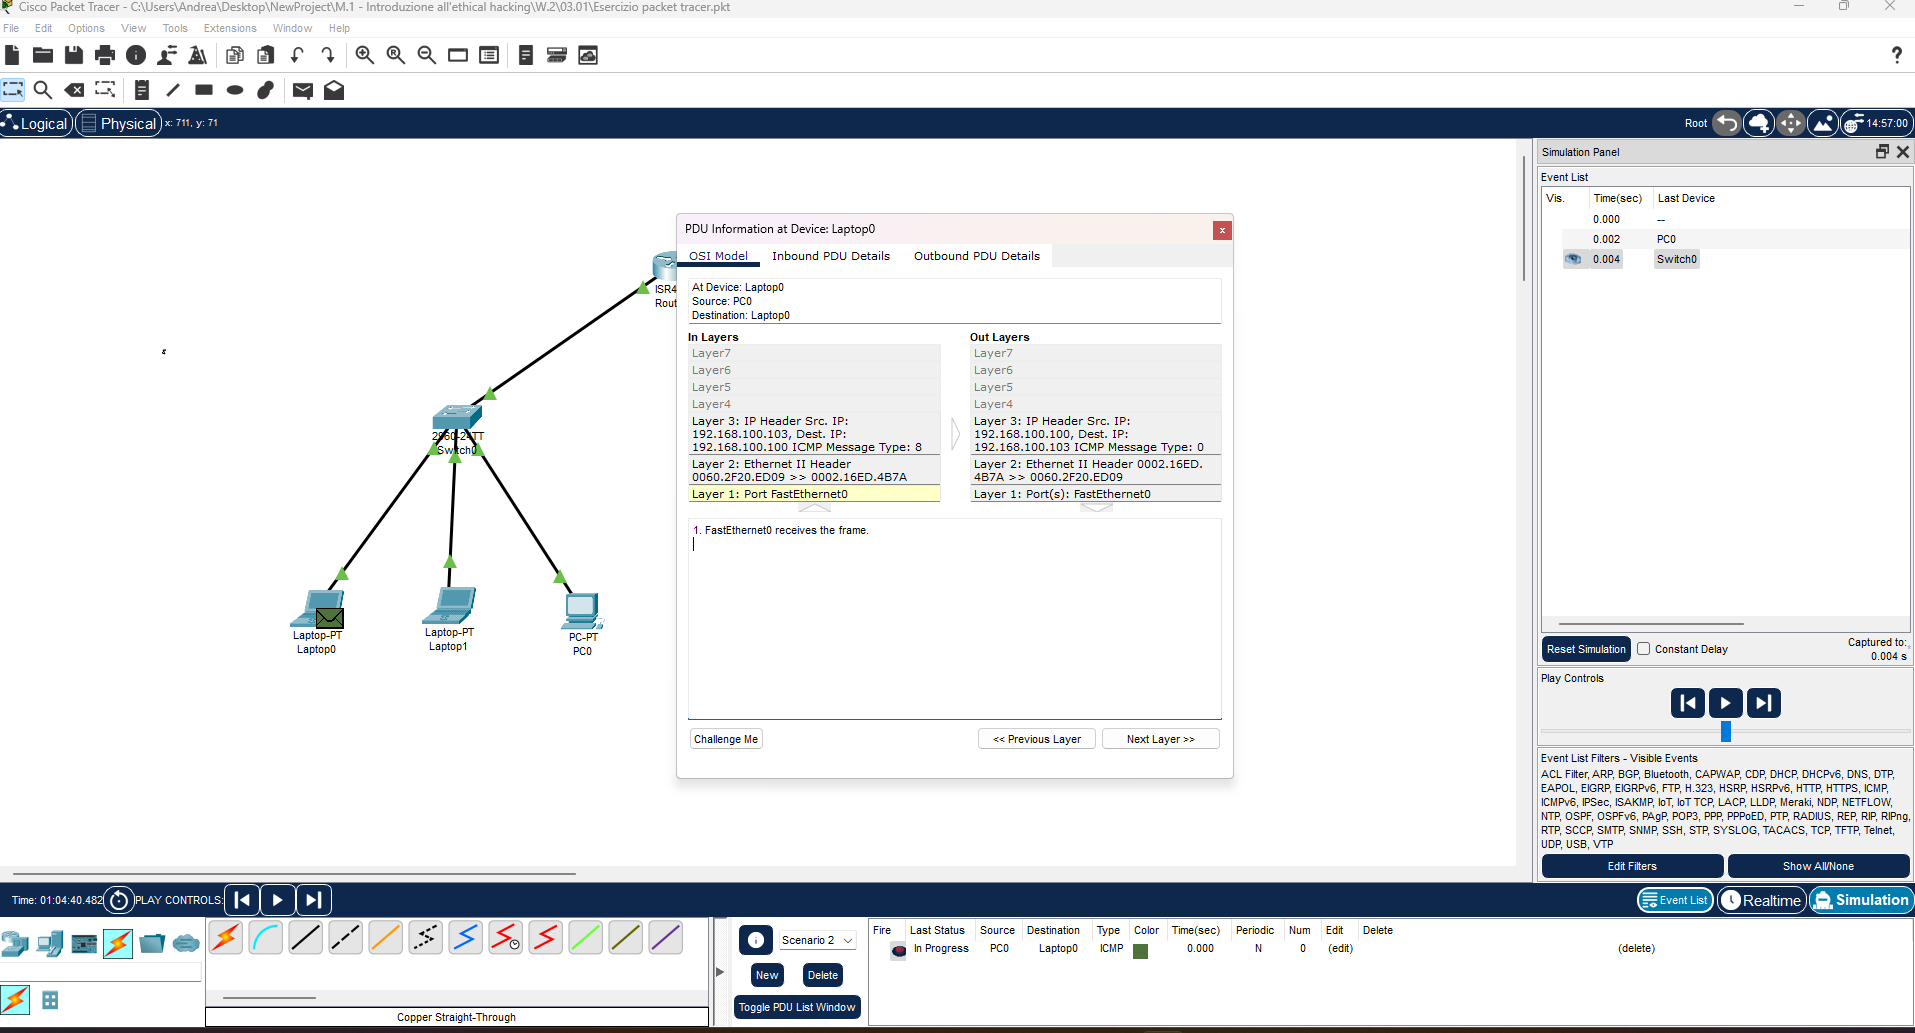 Cisco Packet Tracer - C:\Users\Andrea\Desktop\NewProject\M.1 - Introduzione all'ethical hacking\W.2\03.01\Esercizio packet tracer.pkt
File Edit Options View Tools Extensions Window Help
Logical Physical x: 711, y: 71
Root 14:57:00
ISR4
Rout
2960-24TT
Switch0
Laptop-PT
Laptop0
Laptop-PT
Laptop1
PC-PT
PC0
PDU Information at Device: Laptop0
OSI Model Inbound PDU Details Outbound PDU Details
At Device: Laptop0
Source: PC0
Destination: Laptop0
In Layers
Layer7
Layer6
Layer5
Layer4
Layer 3: IP Header Src. IP:
192.168.100.103, Dest. IP:
192.168.100.100 ICMP Message Type: 8
Layer 2: Ethernet II Header
0060.2F20.ED09 >> 0002.16ED.4B7A
Layer 1: Port FastEthernet0
Out Layers
Layer7
Layer6
Layer5
Layer4
Layer 3: IP Header Src. IP:
192.168.100.100, Dest. IP:
192.168.100.103 ICMP Message Type: 0
Layer 2: Ethernet II Header 0002.16ED.
4B7A >> 0060.2F20.ED09
Layer 1: Port(s): FastEthernet0
1. FastEthernet0 receives the frame.
Challenge Me << Previous Layer Next Layer >>
Simulation Panel
Event List
Vis. Time(sec) Last Device
0.000 --
0.002 PC0
0.004 Switch0
Reset Simulation Constant Delay
Captured to:
0.004 s
Play Controls
Event List Filters - Visible Events
ACL Filter, ARP, BGP, Bluetooth, CAPWAP, CDP, DHCP, DHCPv6, DNS, DTP,
EAPOL, EIGRP, EIGRPv6, FTP, H.323, HSRP, HSRPv6, HTTP, HTTPS, ICMP,
ICMPv6, IPSec, ISAKMP, IoT, IoT TCP, LACP, LLDP, Meraki, NDP, NETFLOW,
NTP, OSPF, OSPFv6, PAgP, POP3, PPP, PPPoED, PTP, RADIUS, REP, RIP, RIPng,
RTP, SCCP, SMTP, SNMP, SSH, STP, SYSLOG, TACACS, TCP, TFTP, Telnet,
UDP, USB, VTP
Edit Filters Show All/None
Time: 01:04:40.482 PLAY CONTROLS:
Event List Realtime Simulation
Copper Straight-Through
Scenario 2
New Delete
Toggle PDU List Window
Fire Last Status Source Destination Type Color Time(sec) Periodic Num Edit Delete
In Progress PC0 Laptop0 ICMP 0.000 N 0 (edit) (delete)